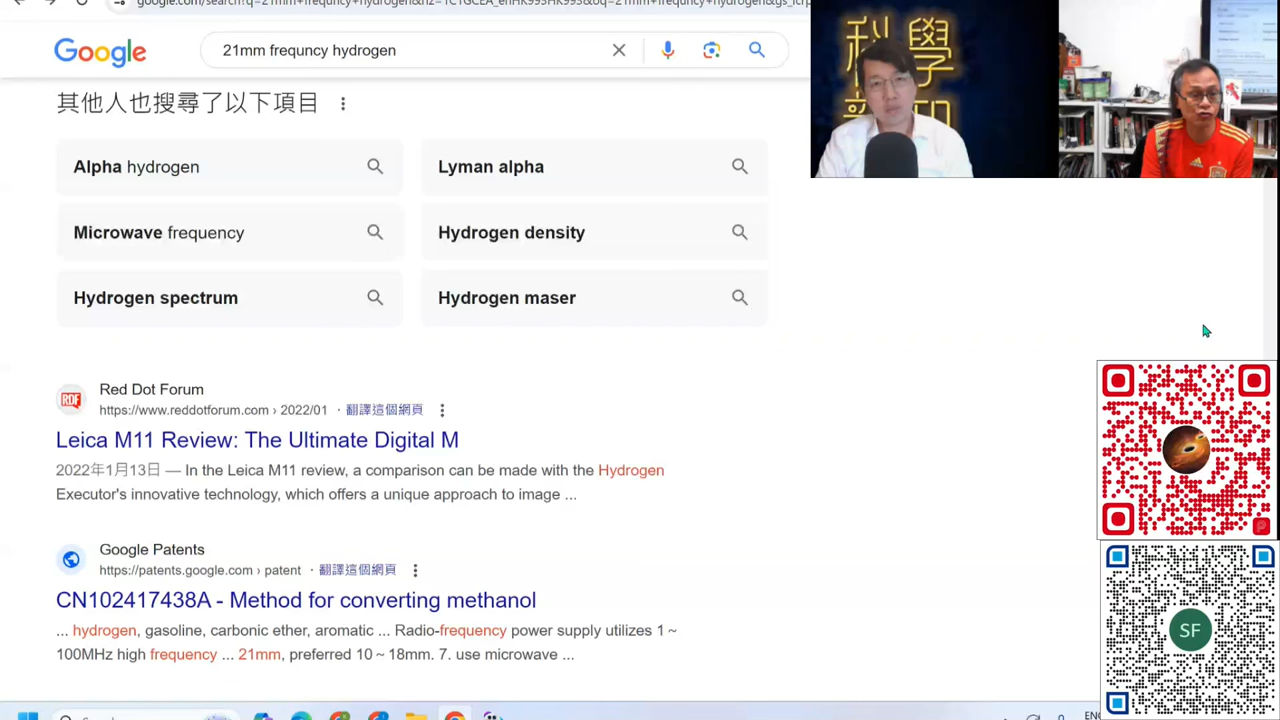 Google
21mm frequncy hydrogen
其他人也搜尋了以下項目
Alpha hydrogen
Lyman alpha
Microwave frequency
Hydrogen density
Hydrogen spectrum
Hydrogen maser
科學
RDF
Red Dot Forum
https://www.reddotforum.com › 2022/01 · 翻譯這個網頁
Leica M11 Review: The Ultimate Digital M
2022年1月13日 — In the Leica M11 review, a comparison can be made with the Hydrogen
Executor's innovative technology, which offers a unique approach to image ...
Google Patents
https://patents.google.com › patent · 翻譯這個網頁
CN102417438A - Method for converting methanol
... hydrogen, gasoline, carbonic ether, aromatic ... Radio-frequency power supply utilizes 1 ~
100MHz high frequency ... 21mm, preferred 10 ~ 18mm. 7. use microwave ...
SF
ENG